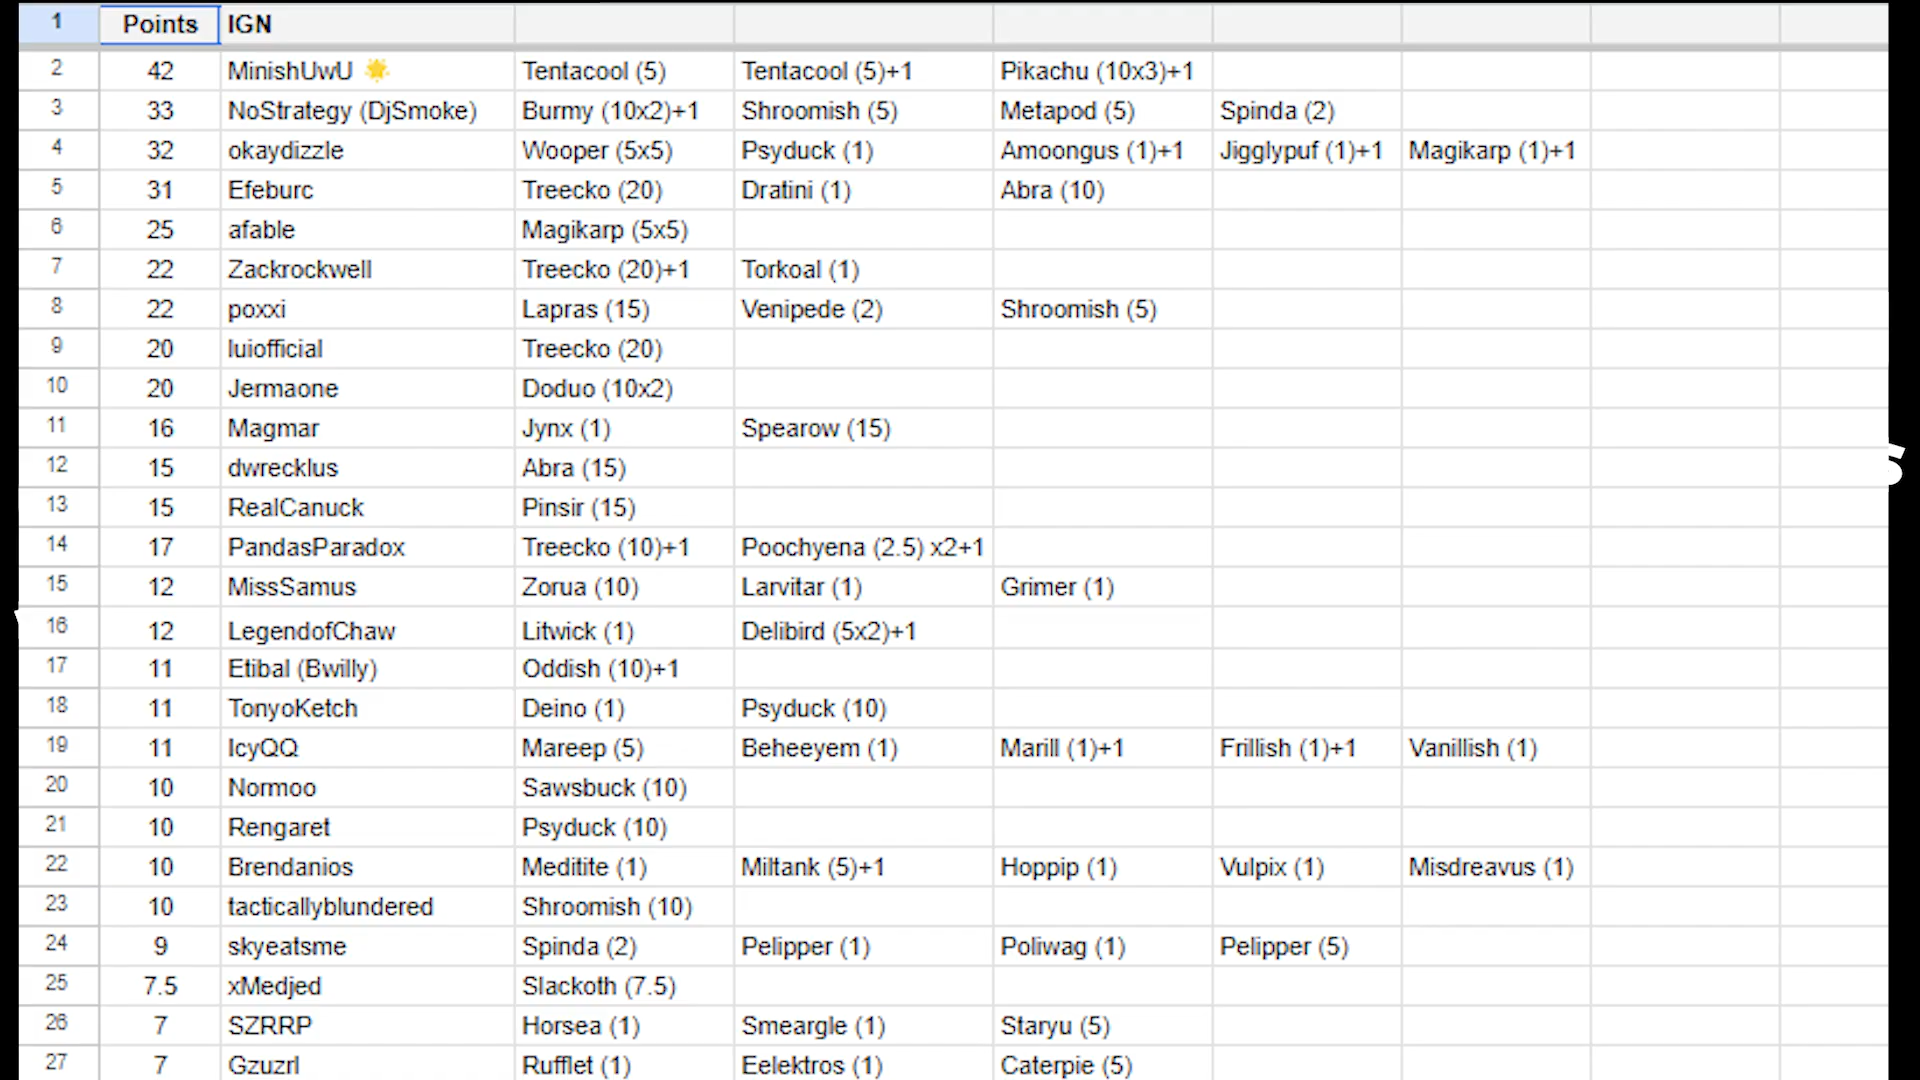 1 Points IGN
2 42 MinishUwU 🌟 Tentacool (5) Tentacool (5)+1 Pikachu (10x3)+1
3 33 NoStrategy (DjSmoke) Burmy (10x2)+1 Shroomish (5) Metapod (5) Spinda (2)
4 32 okaydizzle Wooper (5x5) Psyduck (1) Amoongus (1)+1 Jigglypuf (1)+1 Magikarp (1)+1
5 31 Efeburc Treecko (20) Dratini (1) Abra (10)
6 25 afable Magikarp (5x5)
7 22 Zackrockwell Treecko (20)+1 Torkoal (1)
8 22 poxxi Lapras (15) Venipede (2) Shroomish (5)
9 20 luiofficial Treecko (20)
10 20 Jermaone Doduo (10x2)
11 16 Magmar Jynx (1) Spearow (15)
12 15 dwrecklus Abra (15)
13 15 RealCanuck Pinsir (15)
14 17 PandasParadox Treecko (10)+1 Poochyena (2.5) x2+1
15 12 MissSamus Zorua (10) Larvitar (1) Grimer (1)
16 12 LegendofChaw Litwick (1) Delibird (5x2)+1
17 11 Etibal (Bwilly) Oddish (10)+1
18 11 TonyoKetch Deino (1) Psyduck (10)
19 11 IcyQQ Mareep (5) Beheeyem (1) Marill (1)+1 Frillish (1)+1 Vanillish (1)
20 10 Normoo Sawsbuck (10)
21 10 Rengaret Psyduck (10)
22 10 Brendanios Meditite (1) Miltank (5)+1 Hoppip (1) Vulpix (1) Misdreavus (1)
23 10 tacticallyblundered Shroomish (10)
24 9 skyeatsme Spinda (2) Pelipper (1) Poliwag (1) Pelipper (5)
25 7.5 xMedjed Slackoth (7.5)
26 7 SZRRP Horsea (1) Smeargle (1) Staryu (5)
27 7 Gzuzrl Rufflet (1) Eelektros (1) Caterpie (5)